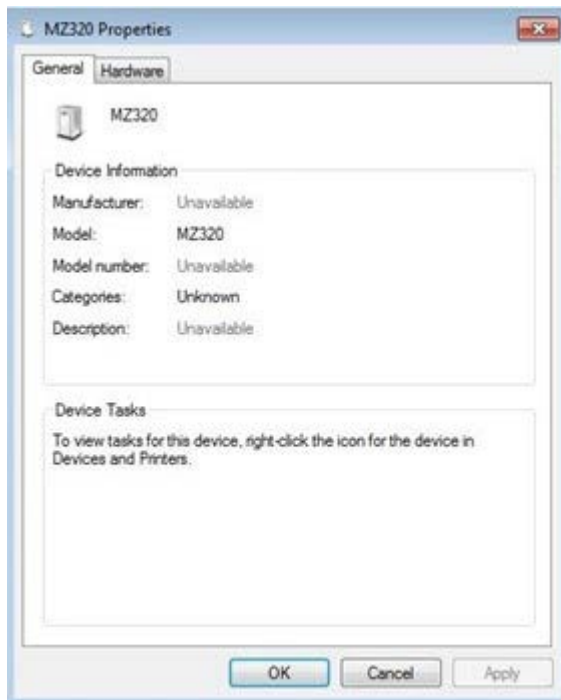 MZ320 Properties
General Hardware
MZ320
Device Information
Manufacturer: Unavailable
Model: MZ320
Model number: Unavailable
Categories: Unknown
Description: Unavailable
Device Tasks
To view tasks for this device, right-click the icon for the device in
Devices and Printers.
OK Cancel Apply